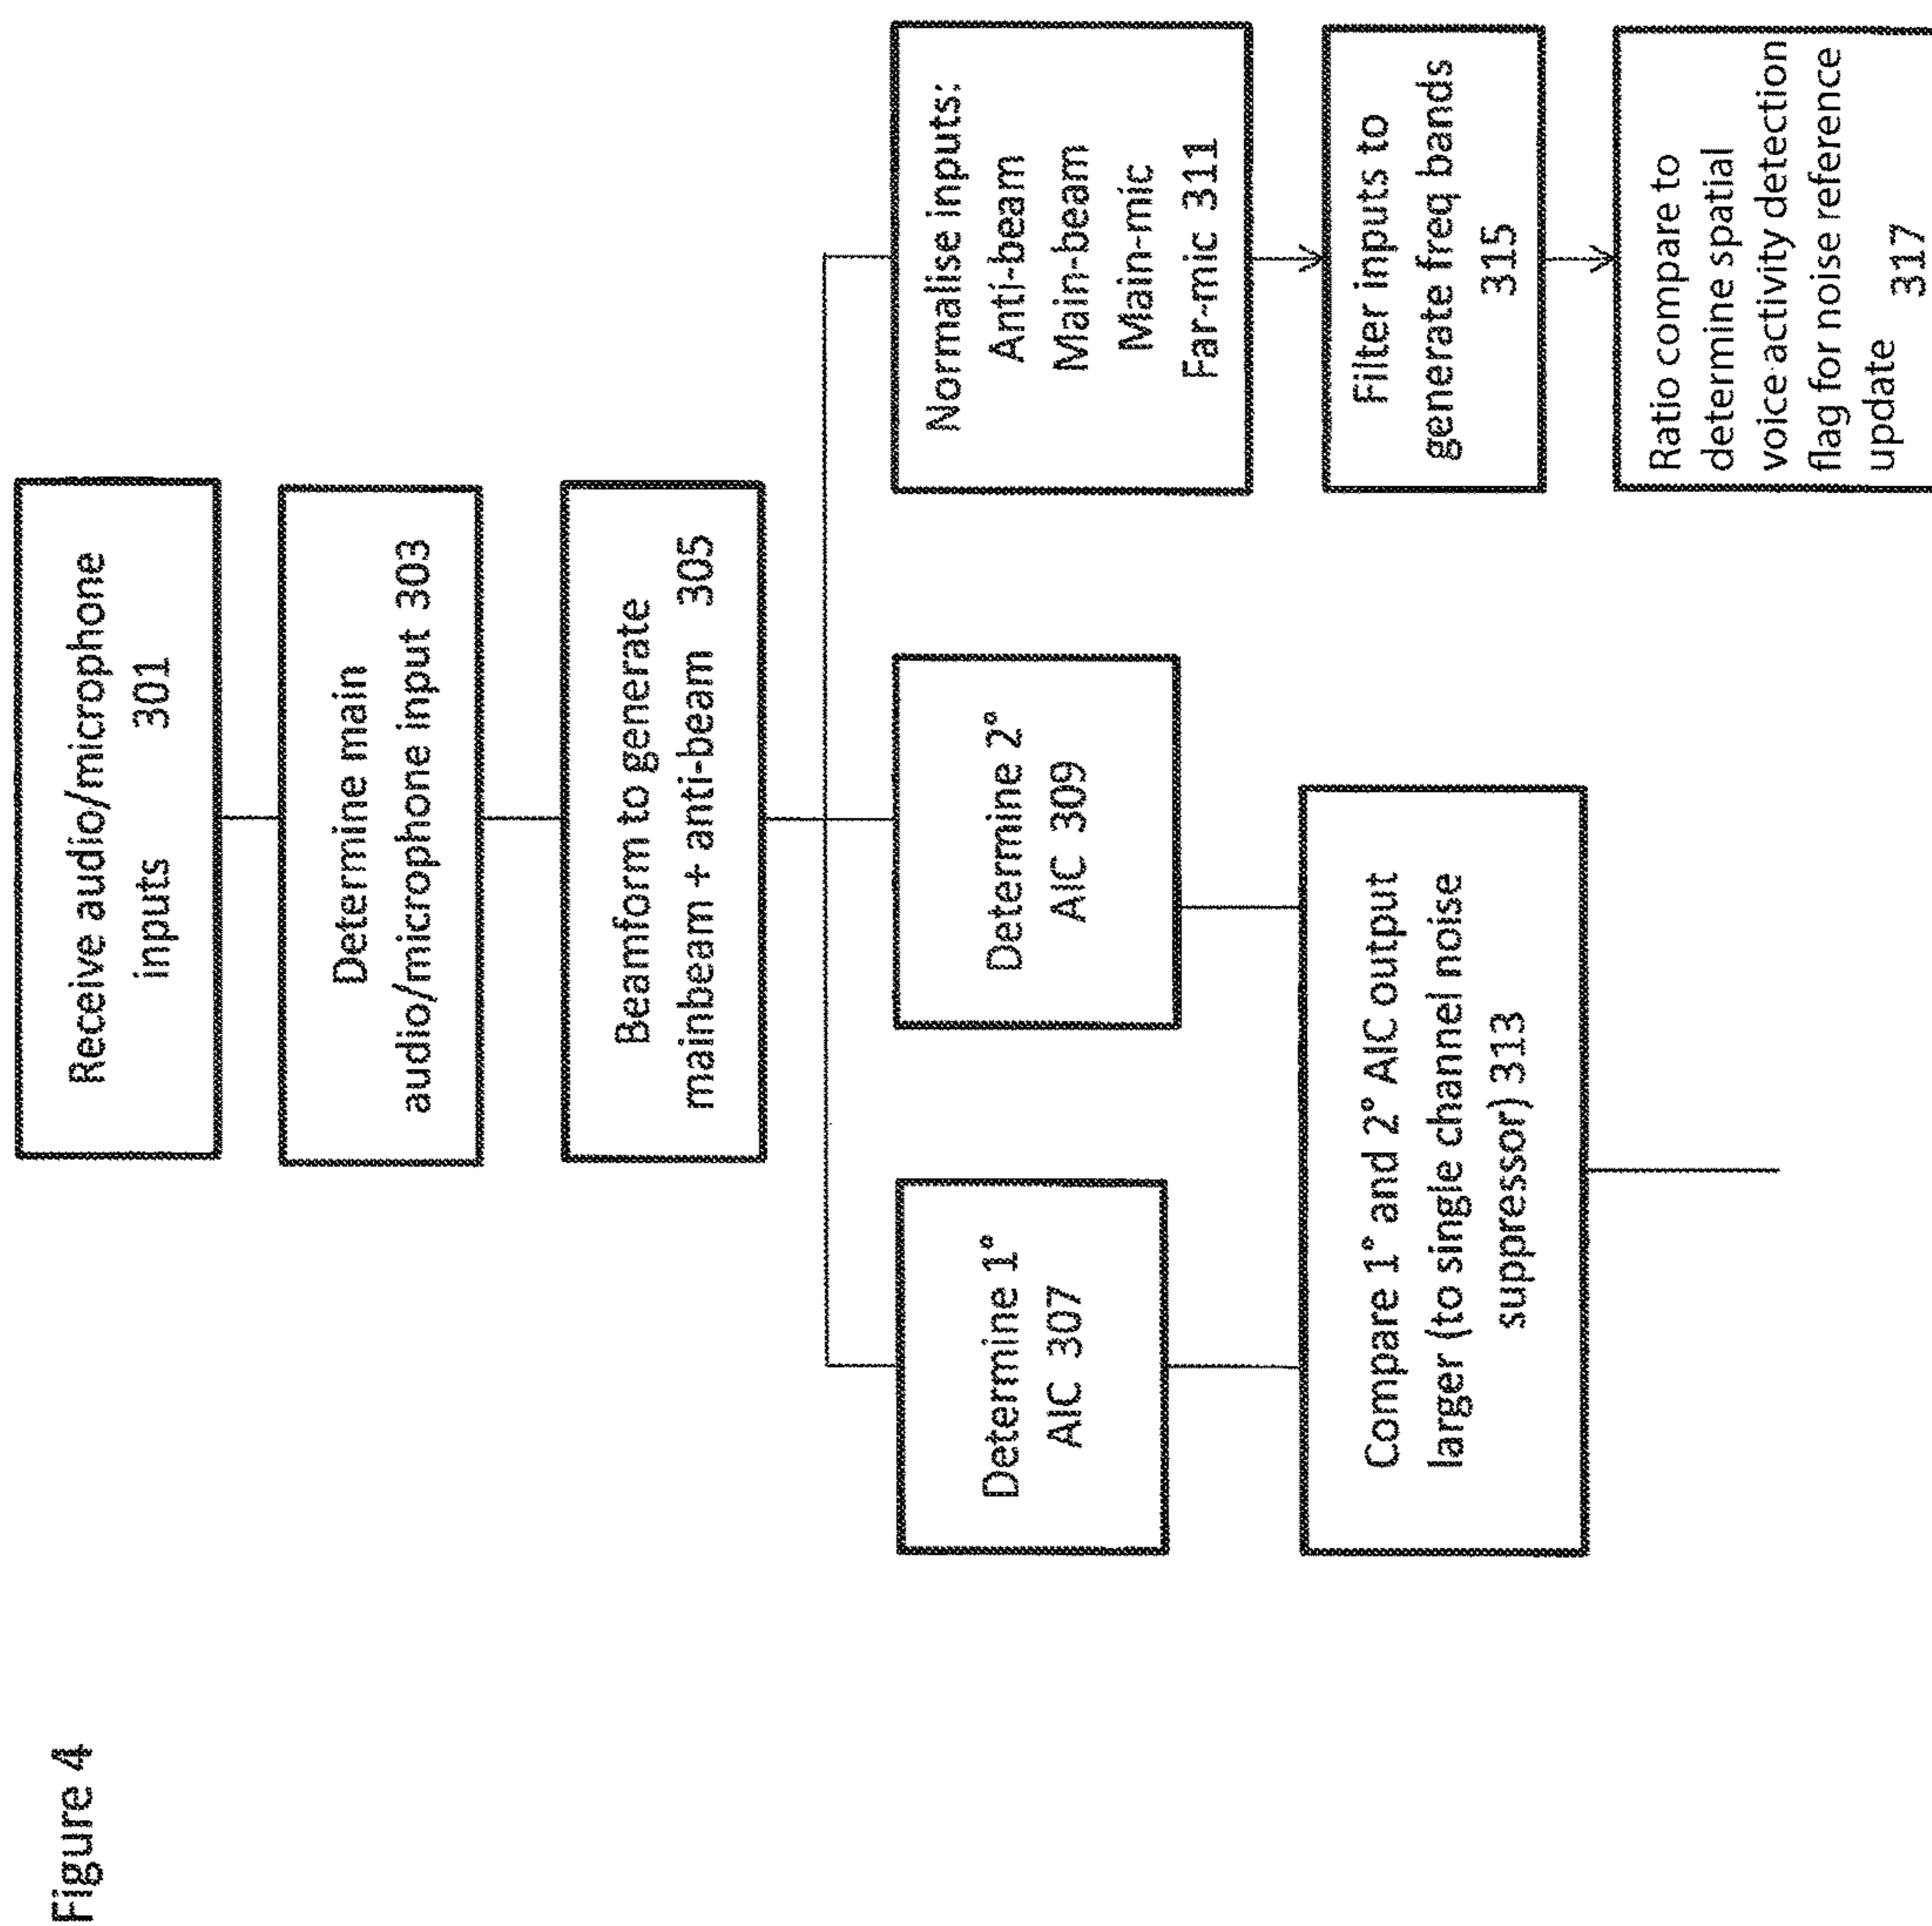 Figure 4
Receive audio/microphone
inputs 301
Determine main
audio/microphone input 303
Beamform to generate
mainbeam + anti-beam 305
Determine 1°
AIC 307
Determine 2°
AIC 309
Normalise inputs:
Anti-beam
Main-beam
Main-mic
Far-mic 311
Compare 1° and 2° AIC output
larger (to single channel noise
suppressor) 313
Filter inputs to
generate freq bands
315
Ratio compare to
determine spatial
voice activity detection
flag for noise reference
update
317